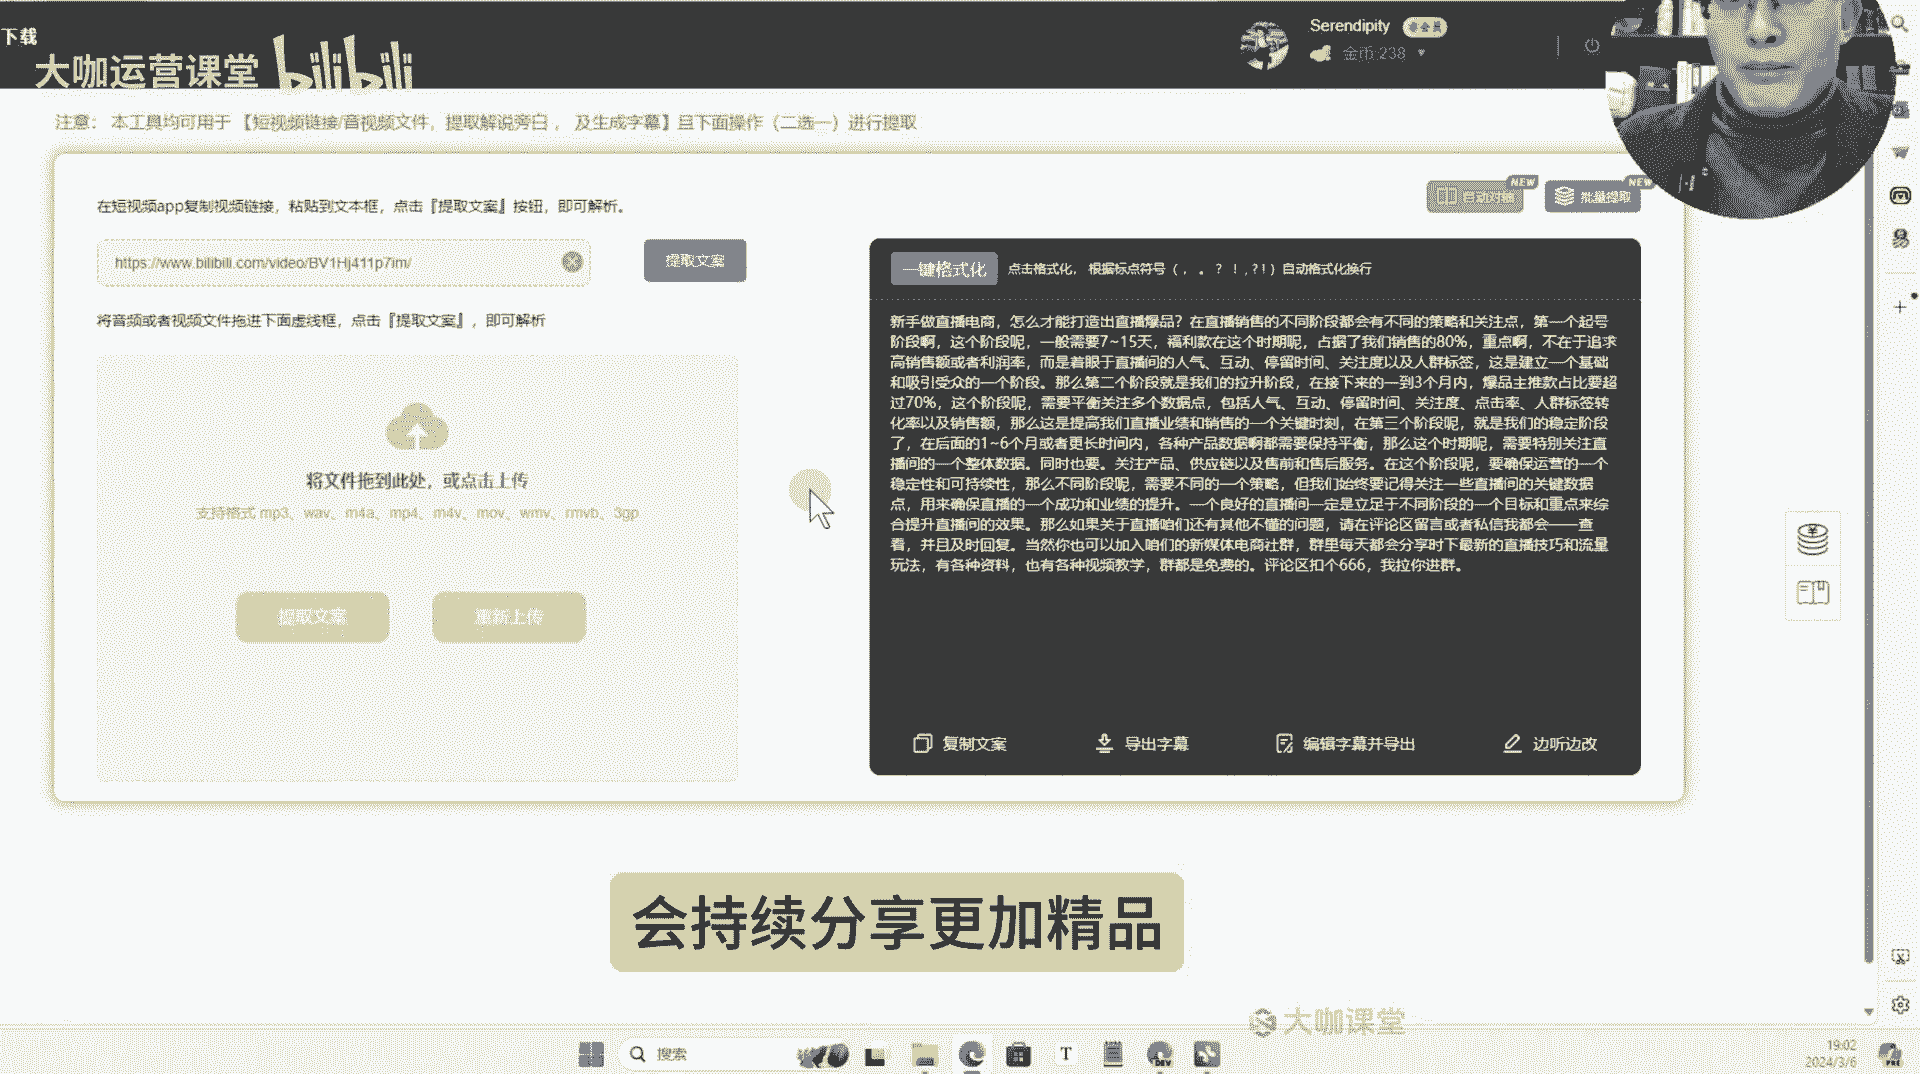 下载
大咖运营课堂 bilibili
Serendipity
金币:238
注意： 本工具均可用于 【短视频链接/音视频文件，提取解说旁白， 及生成字幕】且下面操作（二选一）进行提取
在短视频app复制视频链接，粘贴到文本框，点击『提取文案』按钮，即可解析。
NEW
NEW
自动对轴
批量提取
https://www.bilibili.com/video/BV1Hj411p7im/
提取文案
将音频或者视频文件拖进下面虚线框，点击『提取文案』，即可解析
将文件拖到此处，或点击上传
支持格式 mp3、wav、m4a、mp4、m4v、mov、wmv、rmvb、3gp
提取文案
重新上传
一键格式化
点击格式化， 根据标点符号（ ， 。 ？ ！ , ? ! ）自动格式化换行
新手做直播电商，怎么才能打造出直播爆品？在直播销售的不同阶段都会有不同的策略和关注点，第一个起号
阶段啊，这个阶段呢，一般需要7~15天，福利款在这个时期呢，占据了我们销售的80%，重点啊，不在于追求
高销售额或者利润率，而是着眼于直播间的人气、互动、停留时间、关注度以及人群标签，这是建立一个基础
和吸引受众的一个阶段。那么第二个阶段就是我们的拉升阶段，在接下来的一到3个月内，爆品主推款占比要超
过70%，这个阶段呢，需要平衡关注多个数据点，包括人气、互动、停留时间、关注度、点击率、人群标签转
化率以及销售额，那么这是提高我们直播业绩和销售的一个关键时刻，在第三个阶段呢，就是我们的稳定阶段
了，在后面的1~6个月或者更长时间内，各种产品数据啊都需要保持平衡，那么这个时期呢，需要特别关注直
播间的一个整体数据。同时也要。关注产品、供应链以及售前和售后服务。在这个阶段呢，要确保运营的一个
稳定性和可持续性，那么不同阶段呢，需要不同的一个策略，但我们始终要记得关注一些直播间的关键数据
点，用来确保直播的一个成功和业绩的提升。一个良好的直播间一定是立足于不同阶段的一个目标和重点来综
合提升直播间的效果。那么如果关于直播咱们还有其他不懂的问题，请在评论区留言或者私信我都会一一查
看，并且及时回复。当然你也可以加入咱们的新媒体电商社群，群里每天都会分享时下最新的直播技巧和流量
玩法，有各种资料，也有各种视频教学，群都是免费的。评论区扣个666，我拉你进群。
复制文案
导出字幕
编辑字幕并导出
边听边改
会持续分享更加精品
大咖课堂
搜索
T
DEV
19:02
2024/3/6
PRE